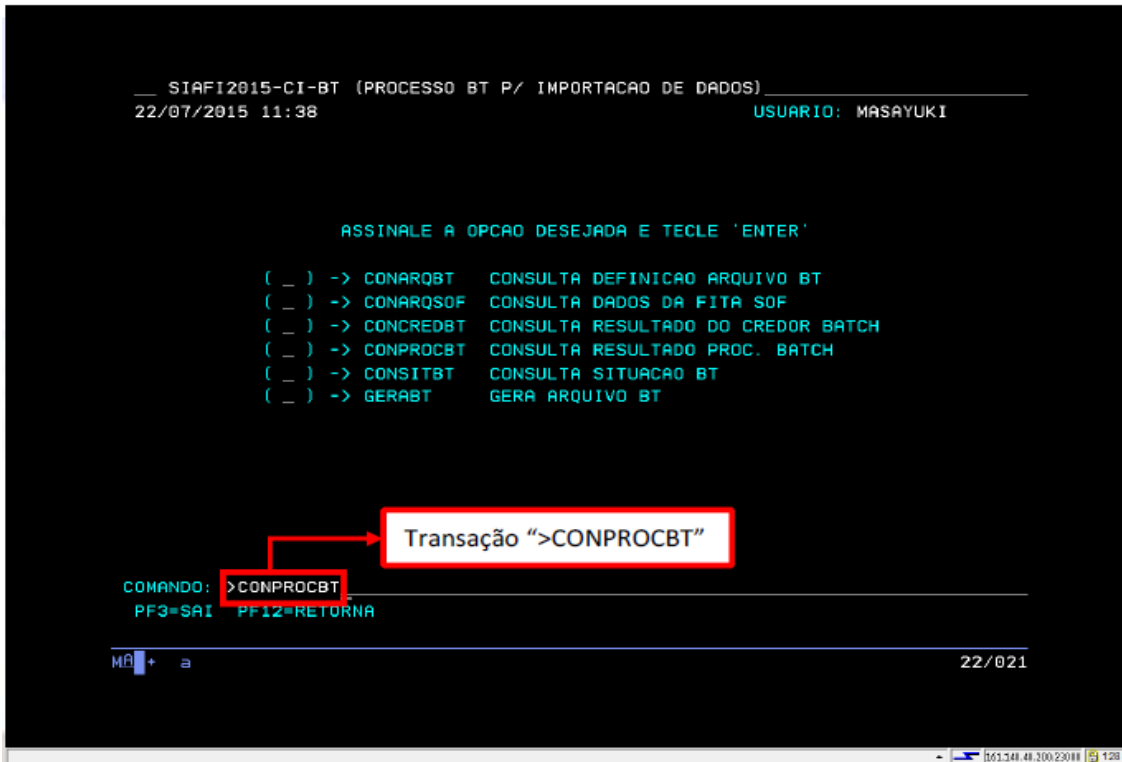 __ SIAFI2015-CI-BT (PROCESSO BT P/ IMPORTACAO DE DADOS)
22/07/2015 11:38 USUARIO: MASAYUKI
ASSINALE A OPCAO DESEJADA E TECLE 'ENTER'
( _ ) -> CONARQBT CONSULTA DEFINICAO ARQUIVO BT
( _ ) -> CONARQSOF CONSULTA DADOS DA FITA SOF
( _ ) -> CONCREDBT CONSULTA RESULTADO DO CREDOR BATCH
( _ ) -> CONPROCBT CONSULTA RESULTADO PROC. BATCH
( _ ) -> CONSITBT CONSULTA SITUACAO BT
( _ ) -> GERABT GERA ARQUIVO BT
Transação “>CONPROCBT”
COMANDO: >CONPROCBT
PF3=SAI PF12=RETORNA
MA + a 22/021
128